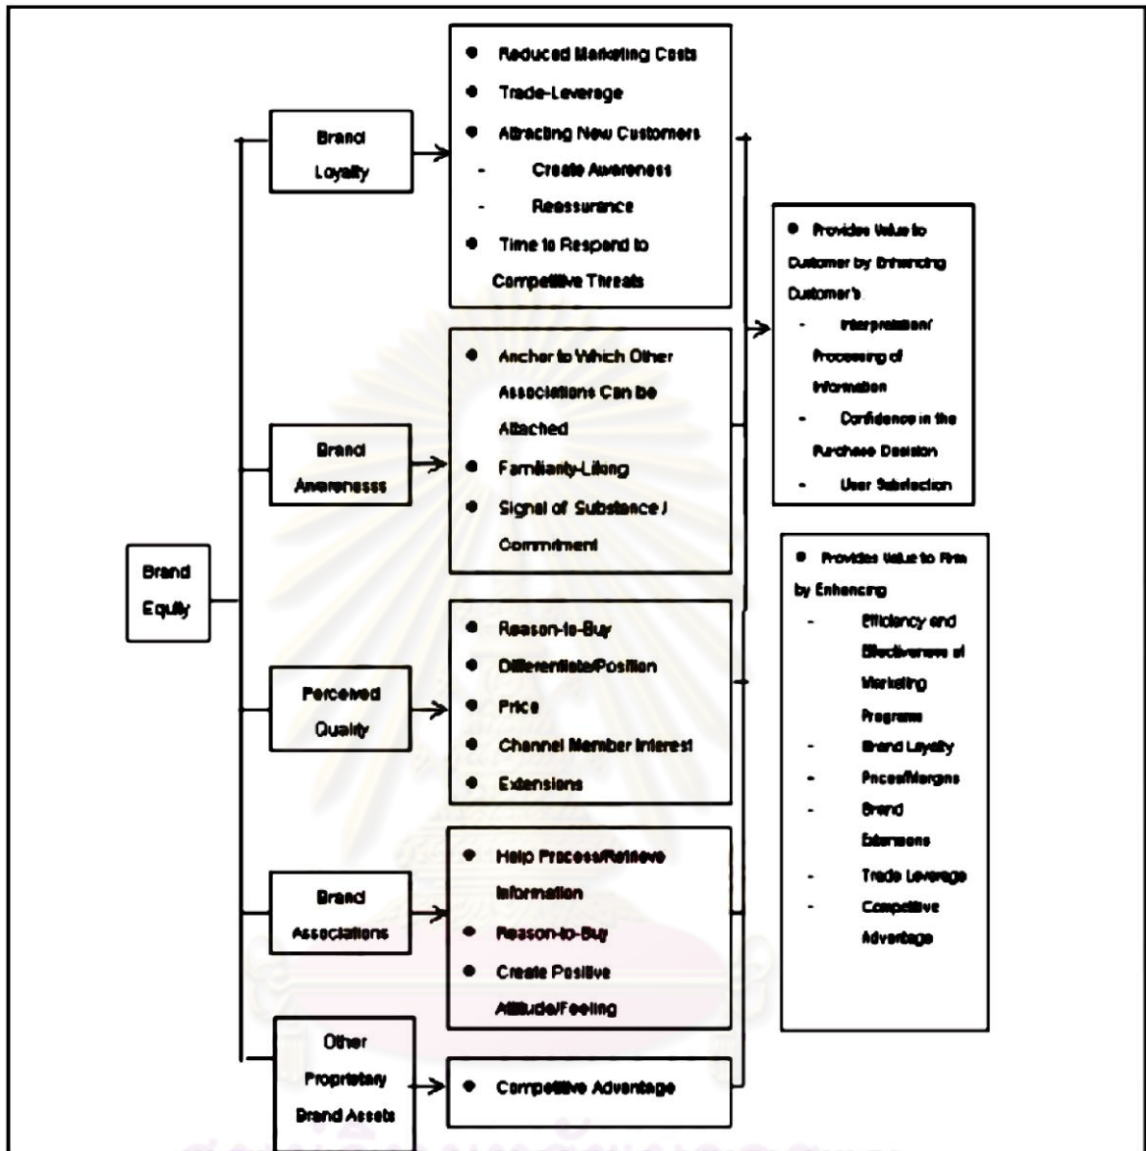 Brand
Equity
Brand
Loyalty
Reduced Marketing Costs
Trade-Leverage
Attracting New Customers
- Create Awareness
- Reassurance
Time to Respond to
Competitive Threats
Brand
Awarenesss
Anchor to Which Other
Associations Can be
Attached
Familiarity-Liking
Signal of Substance /
Commitment
Perceived
Quality
Reason-to-Buy
Differentiate/Position
Price
Channel Member Interest
Extensions
Brand
Associations
Help Process/Retrieve
Information
Reason-to-Buy
Create Positive
Attitude/Feeling
Other
Proprietary
Brand Assets
Competitive Advantage
Provides Value to
Customer by Enhancing
Customer's
- Interpretation/
Processing of
Information
- Confidence in the
Purchase Decision
- User Satisfaction
Provides Value to Firm
by Enhancing
- Efficiency and
Effectiveness of
Marketing
Programs
- Brand Loyalty
- Prices/Margins
- Brand
Extensions
- Trade Leverage
- Competitive
Advantage